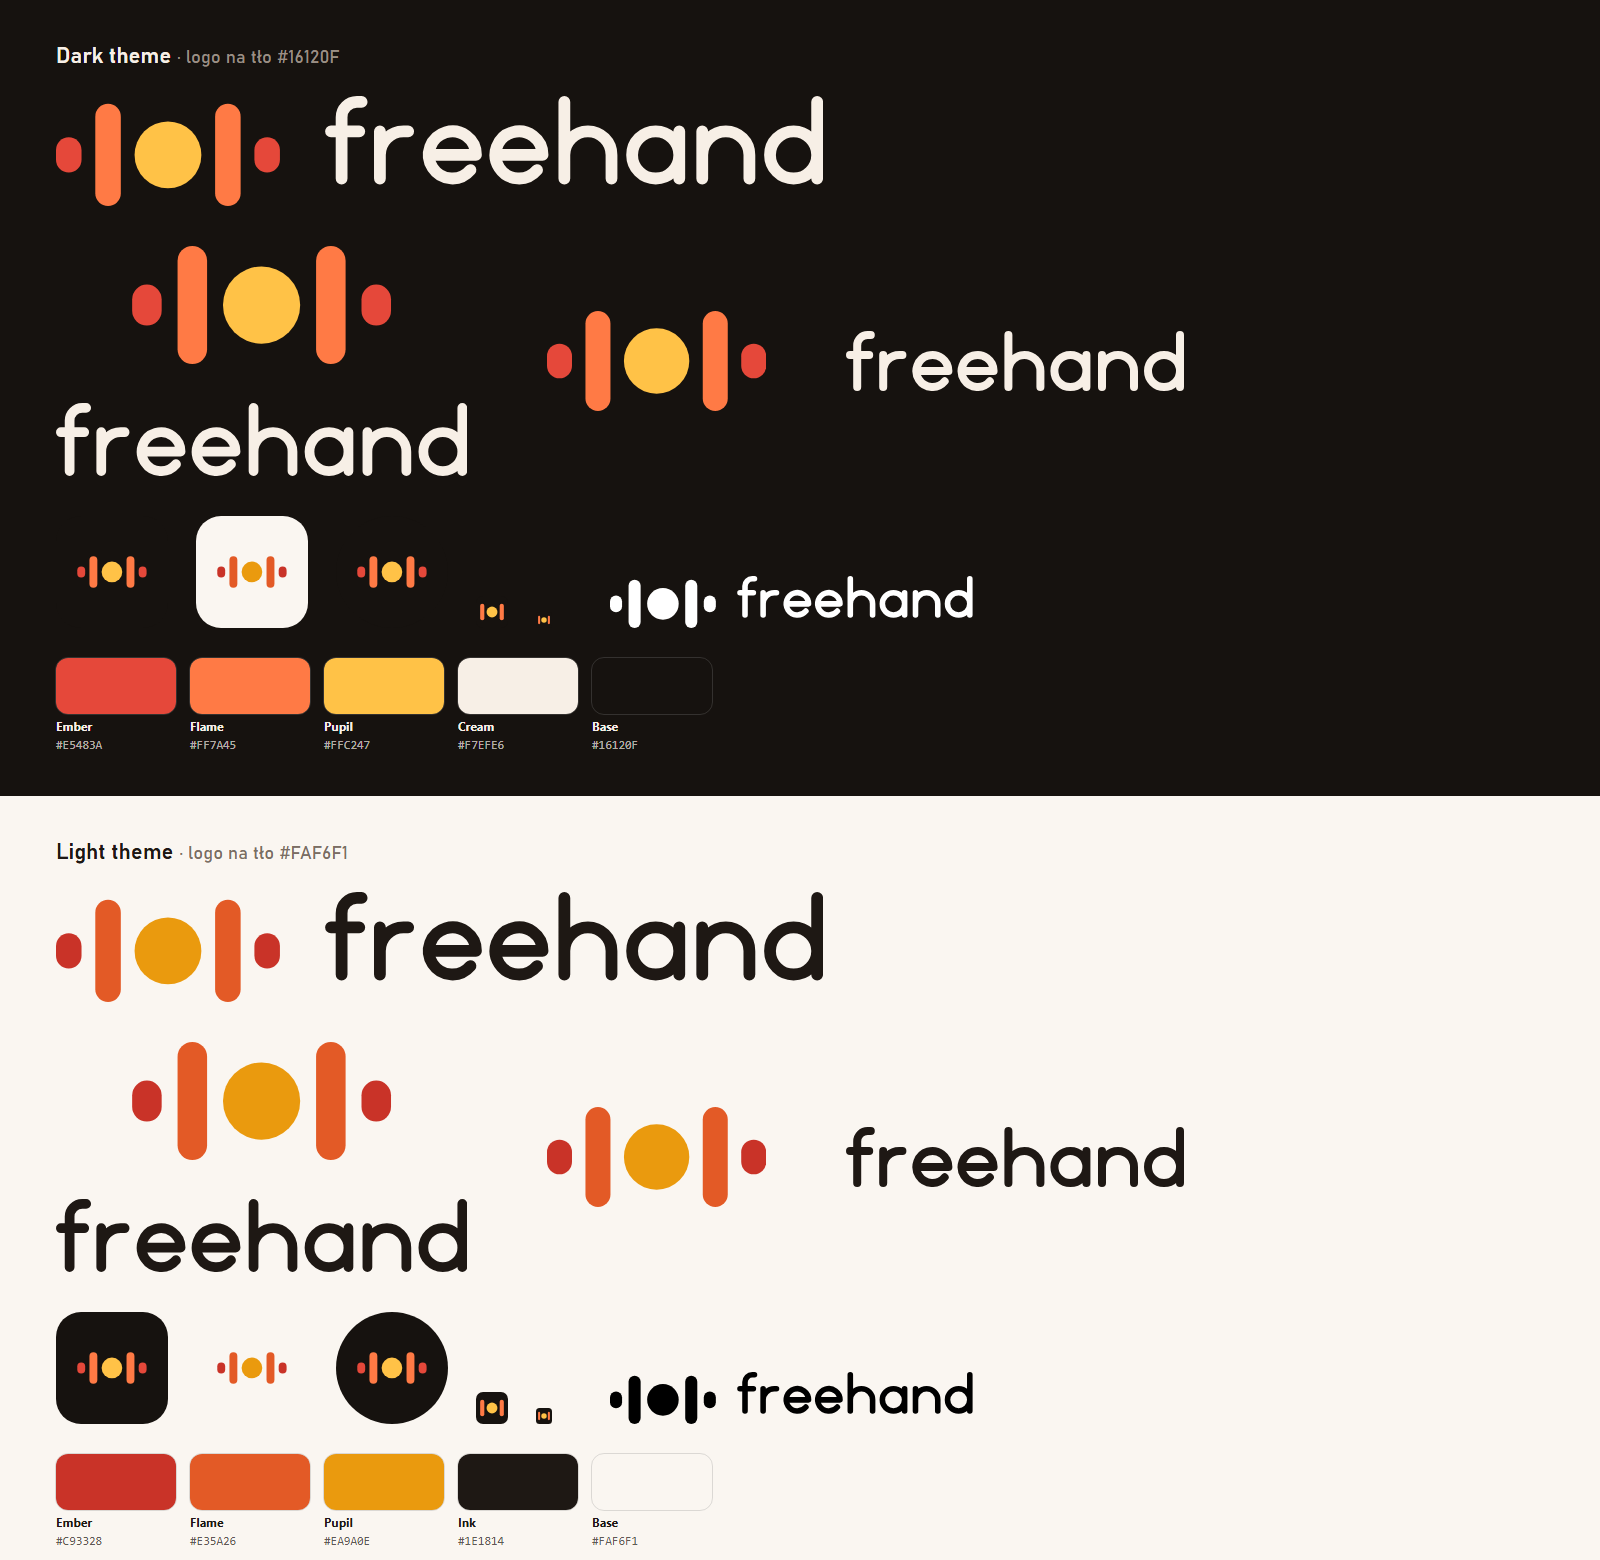 Dark theme · logo na tło #16120F
freehand
freehand
freehand
freehand
Ember
#E5483A
Flame
#FF7A45
Pupil
#FFC247
Cream
#F7EFE6
Base
#16120F
Light theme · logo na tło #FAF6F1
freehand
freehand
freehand
freehand
Ember
#C93328
Flame
#E35A26
Pupil
#EA9A0E
Ink
#1E1814
Base
#FAF6F1